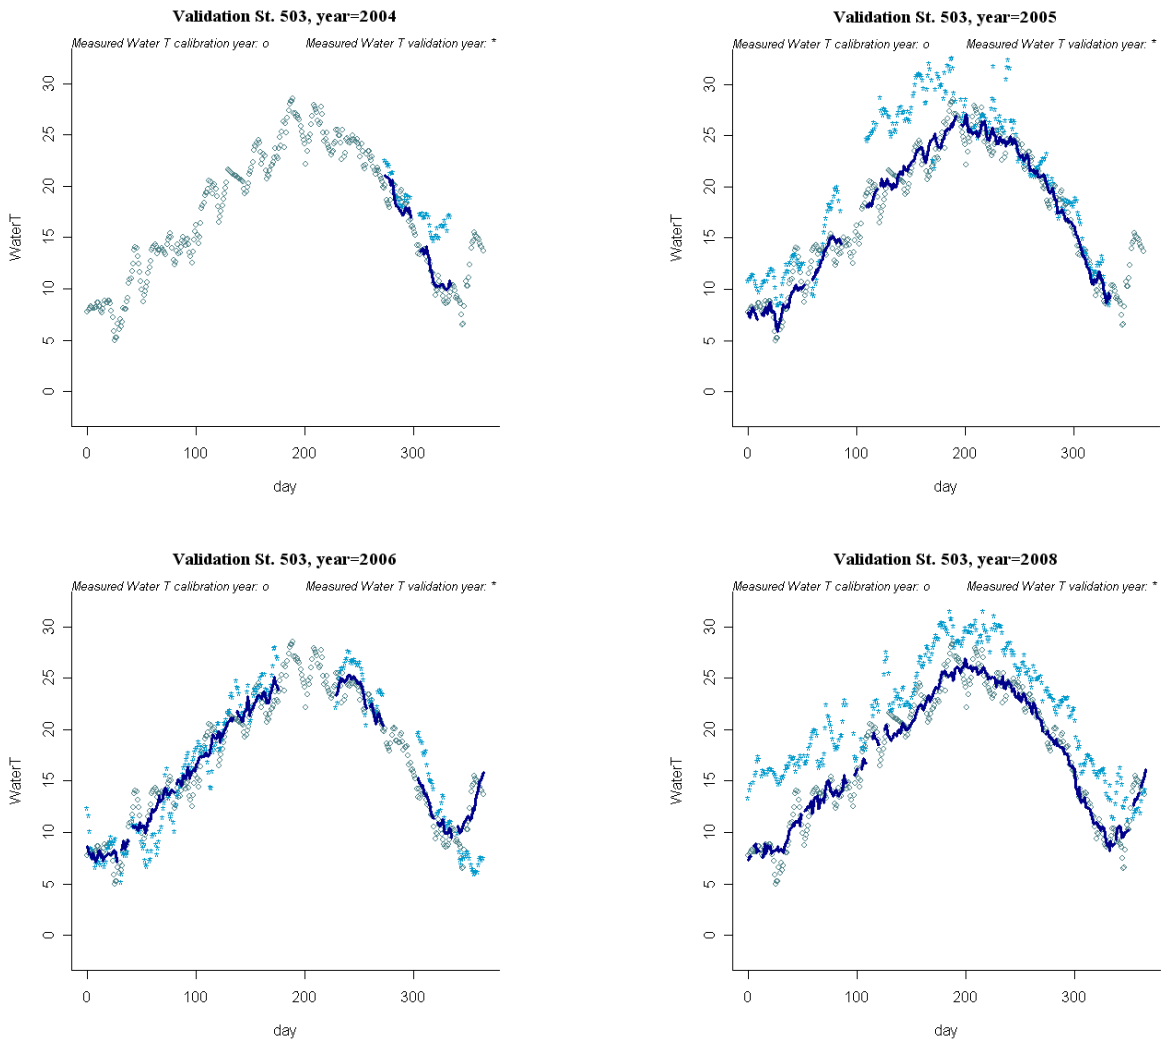 Validation St. 503, year=2004
Measured Water T calibration year: o Measured Water T validation year: *
WaterT
30
25
20
15
10
5
0
0 100 200 300
day
Validation St. 503, year=2005
Measured Water T calibration year: o Measured Water T validation year: *
WaterT
30
25
20
15
10
5
0
0 100 200 300
day
Validation St. 503, year=2006
Measured Water T calibration year: o Measured Water T validation year: *
WaterT
30
25
20
15
10
5
0
0 100 200 300
day
Validation St. 503, year=2008
Measured Water T calibration year: o Measured Water T validation year: *
WaterT
30
25
20
15
10
5
0
0 100 200 300
day